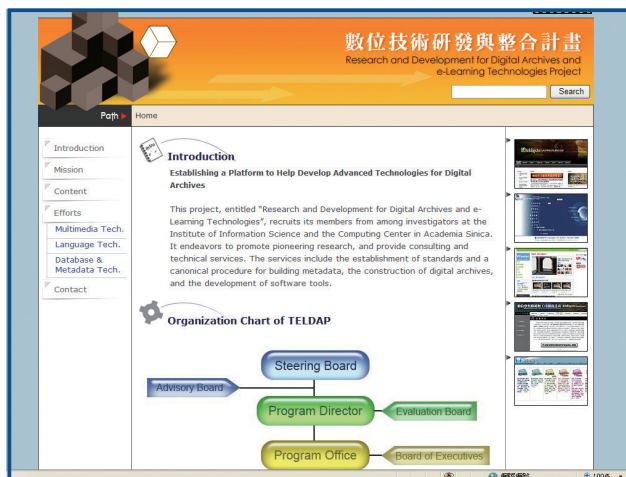 數位技術研發與整合計畫
Research and Development for Digital Archives and
e-Learning Technologies Project
Search
Path
Home
Introduction
Mission
Content
Efforts
Multimedia Tech.
Language Tech.
Database &
Metadata Tech.
Contact
Introduction
Establishing a Platform to Help Develop Advanced Technologies for Digital
Archives
This project, entitled "Research and Development for Digital Archives and e-
Learning Technologies", recruits its members from among investigators at the
Institute of Information Science and the Computing Center in Academia Sinica.
It endeavors to promote pioneering research, and provide consulting and
technical services. The services include the establishment of standards and a
canonical procedure for building metadata, the construction of digital archives,
and the development of software tools.
Organization Chart of TELDAP
Steering Board
Advisory Board
Program Director
Evaluation Board
Program Office
Board of Executives
100%